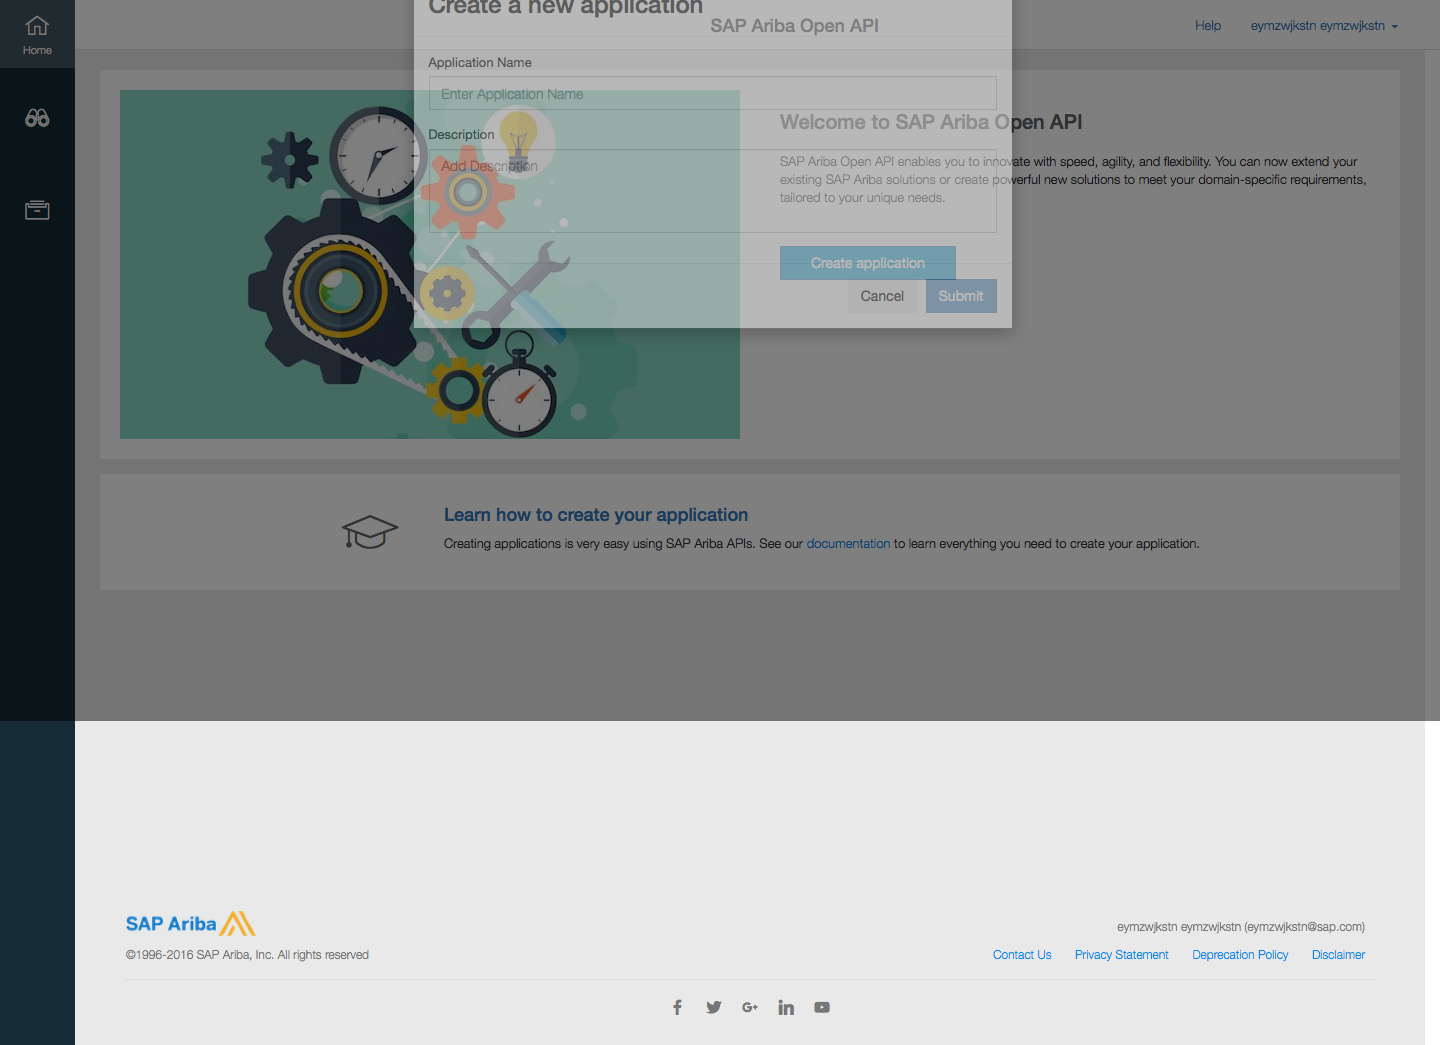 Home
Create a new application
SAP Ariba Open API
Help
eymzwjkstn eymzwjkstn
Application Name
Enter Application Name
Description
Add Description
Welcome to SAP Ariba Open API
SAP Ariba Open API enables you to innovate with speed, agility, and flexibility. You can now extend your
existing SAP Ariba solutions or create powerful new solutions to meet your domain-specific requirements,
tailored to your unique needs.
Create application
Cancel
Submit
Learn how to create your application
Creating applications is very easy using SAP Ariba APIs. See our documentation to learn everything you need to create your application.
SAP Ariba
eymzwjkstn eymzwjkstn (eymzwjkstn@sap.com)
©1996-2016 SAP Ariba, Inc. All rights reserved
Contact Us
Privacy Statement
Deprecation Policy
Disclaimer